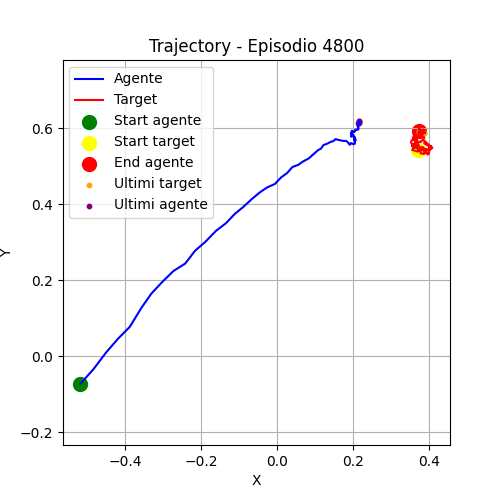 Trajectory - Episodio 4800
Agente
Target
Start agente
Start target
End agente
Ultimi target
Ultimi agente
0.6
0.4
0.2
0.0
−0.2
Y
−0.4
−0.2
0.0
0.2
0.4
X